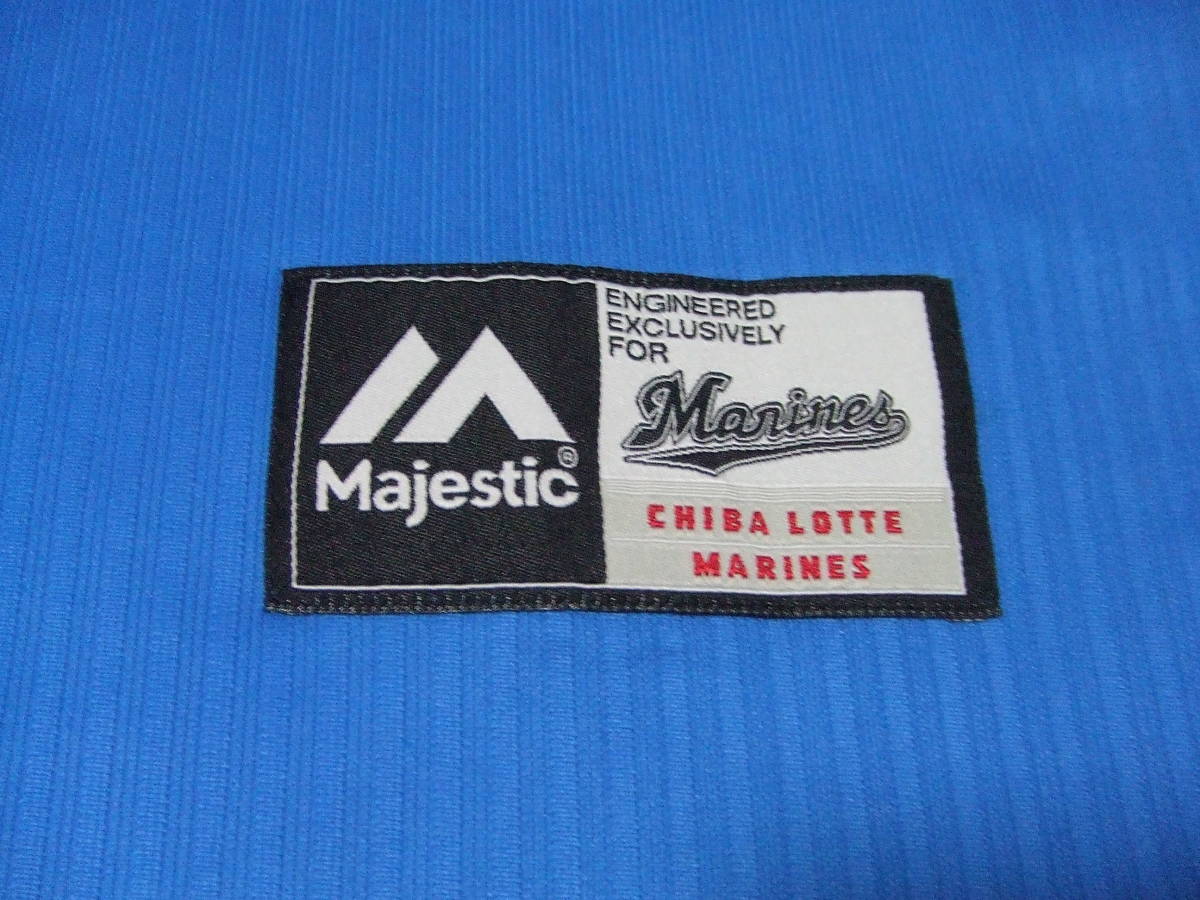 Majestic®
ENGINEERED
EXCLUSIVELY
FOR
Marines
CHIBA LOTTE
MARINES